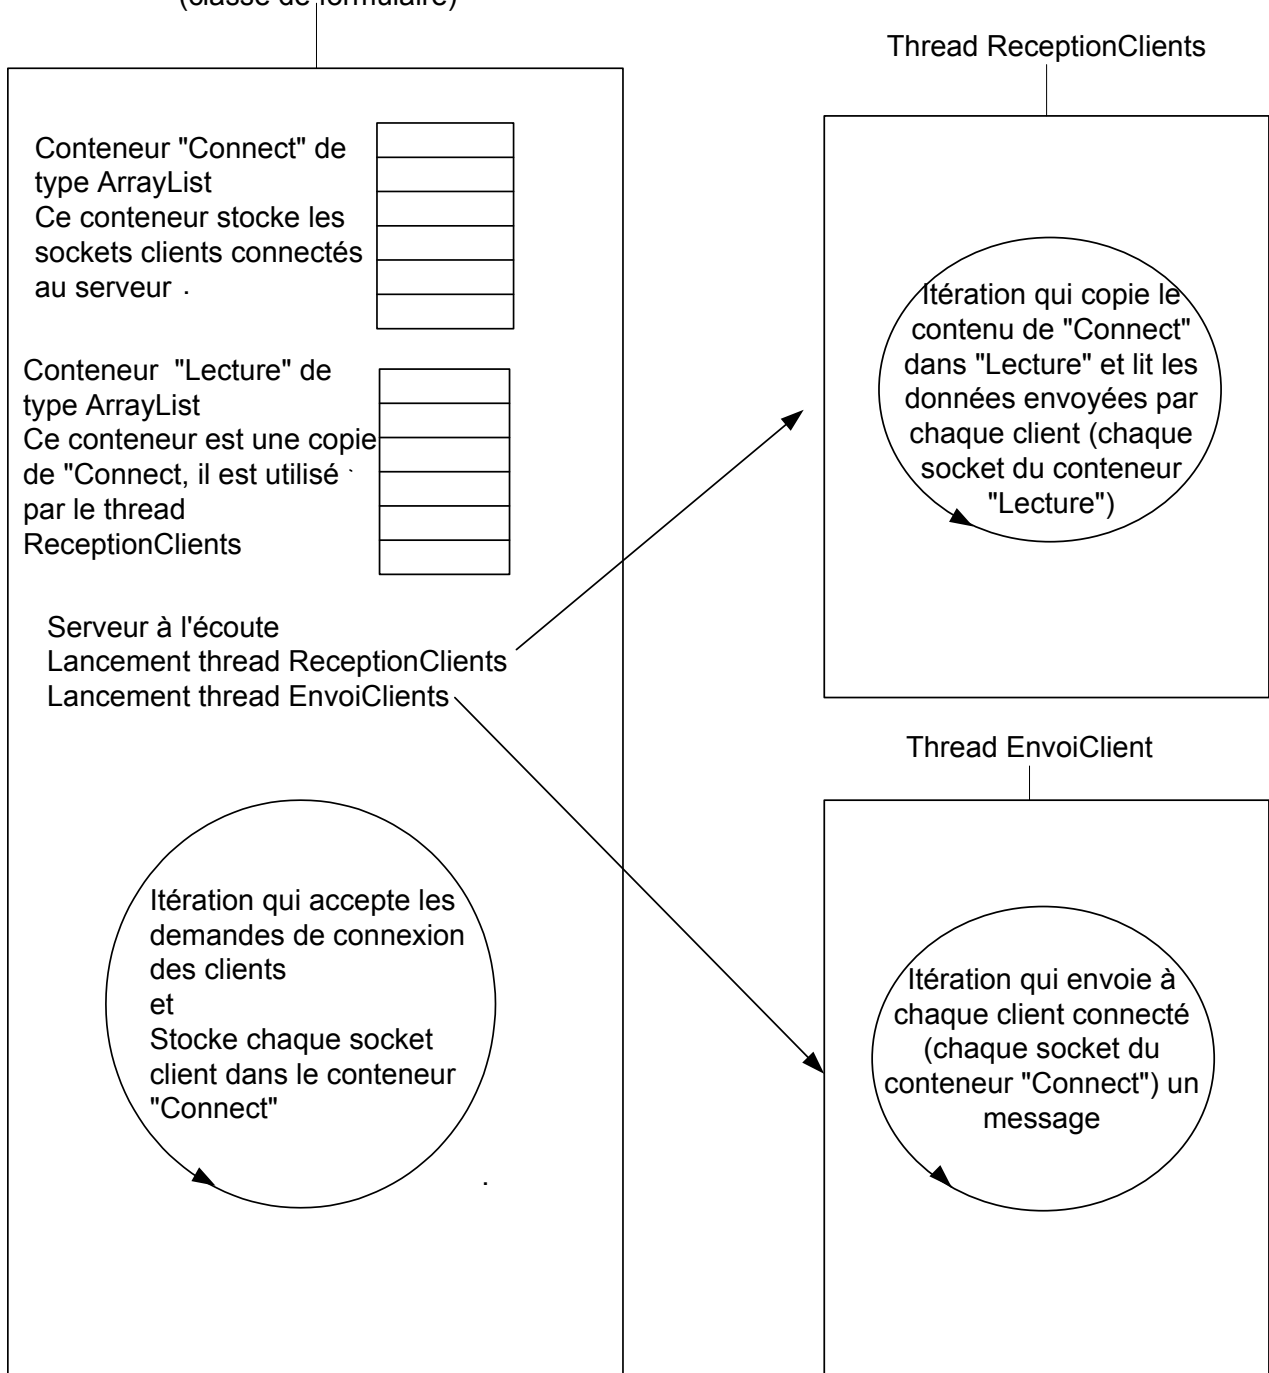 (classe de formulaire)
Conteneur "Connect" de
type ArrayList
Ce conteneur stocke les
sockets clients connectés
au serveur .
Conteneur  "Lecture" de
type ArrayList
Ce conteneur est une copie
de "Connect, il est utilisé
par le thread
ReceptionClients
Serveur à l'écoute
Lancement thread ReceptionClients
Lancement thread EnvoiClients
Itération qui accepte les
demandes de connexion
des clients
et
Stocke chaque socket
client dans le conteneur
"Connect"
Thread ReceptionClients
Itération qui copie le
contenu de "Connect"
dans "Lecture" et lit les
données envoyées par
chaque client (chaque
socket du conteneur
"Lecture")
Thread EnvoiClient
Itération qui envoie à
chaque client connecté
(chaque socket du
conteneur "Connect") un
message